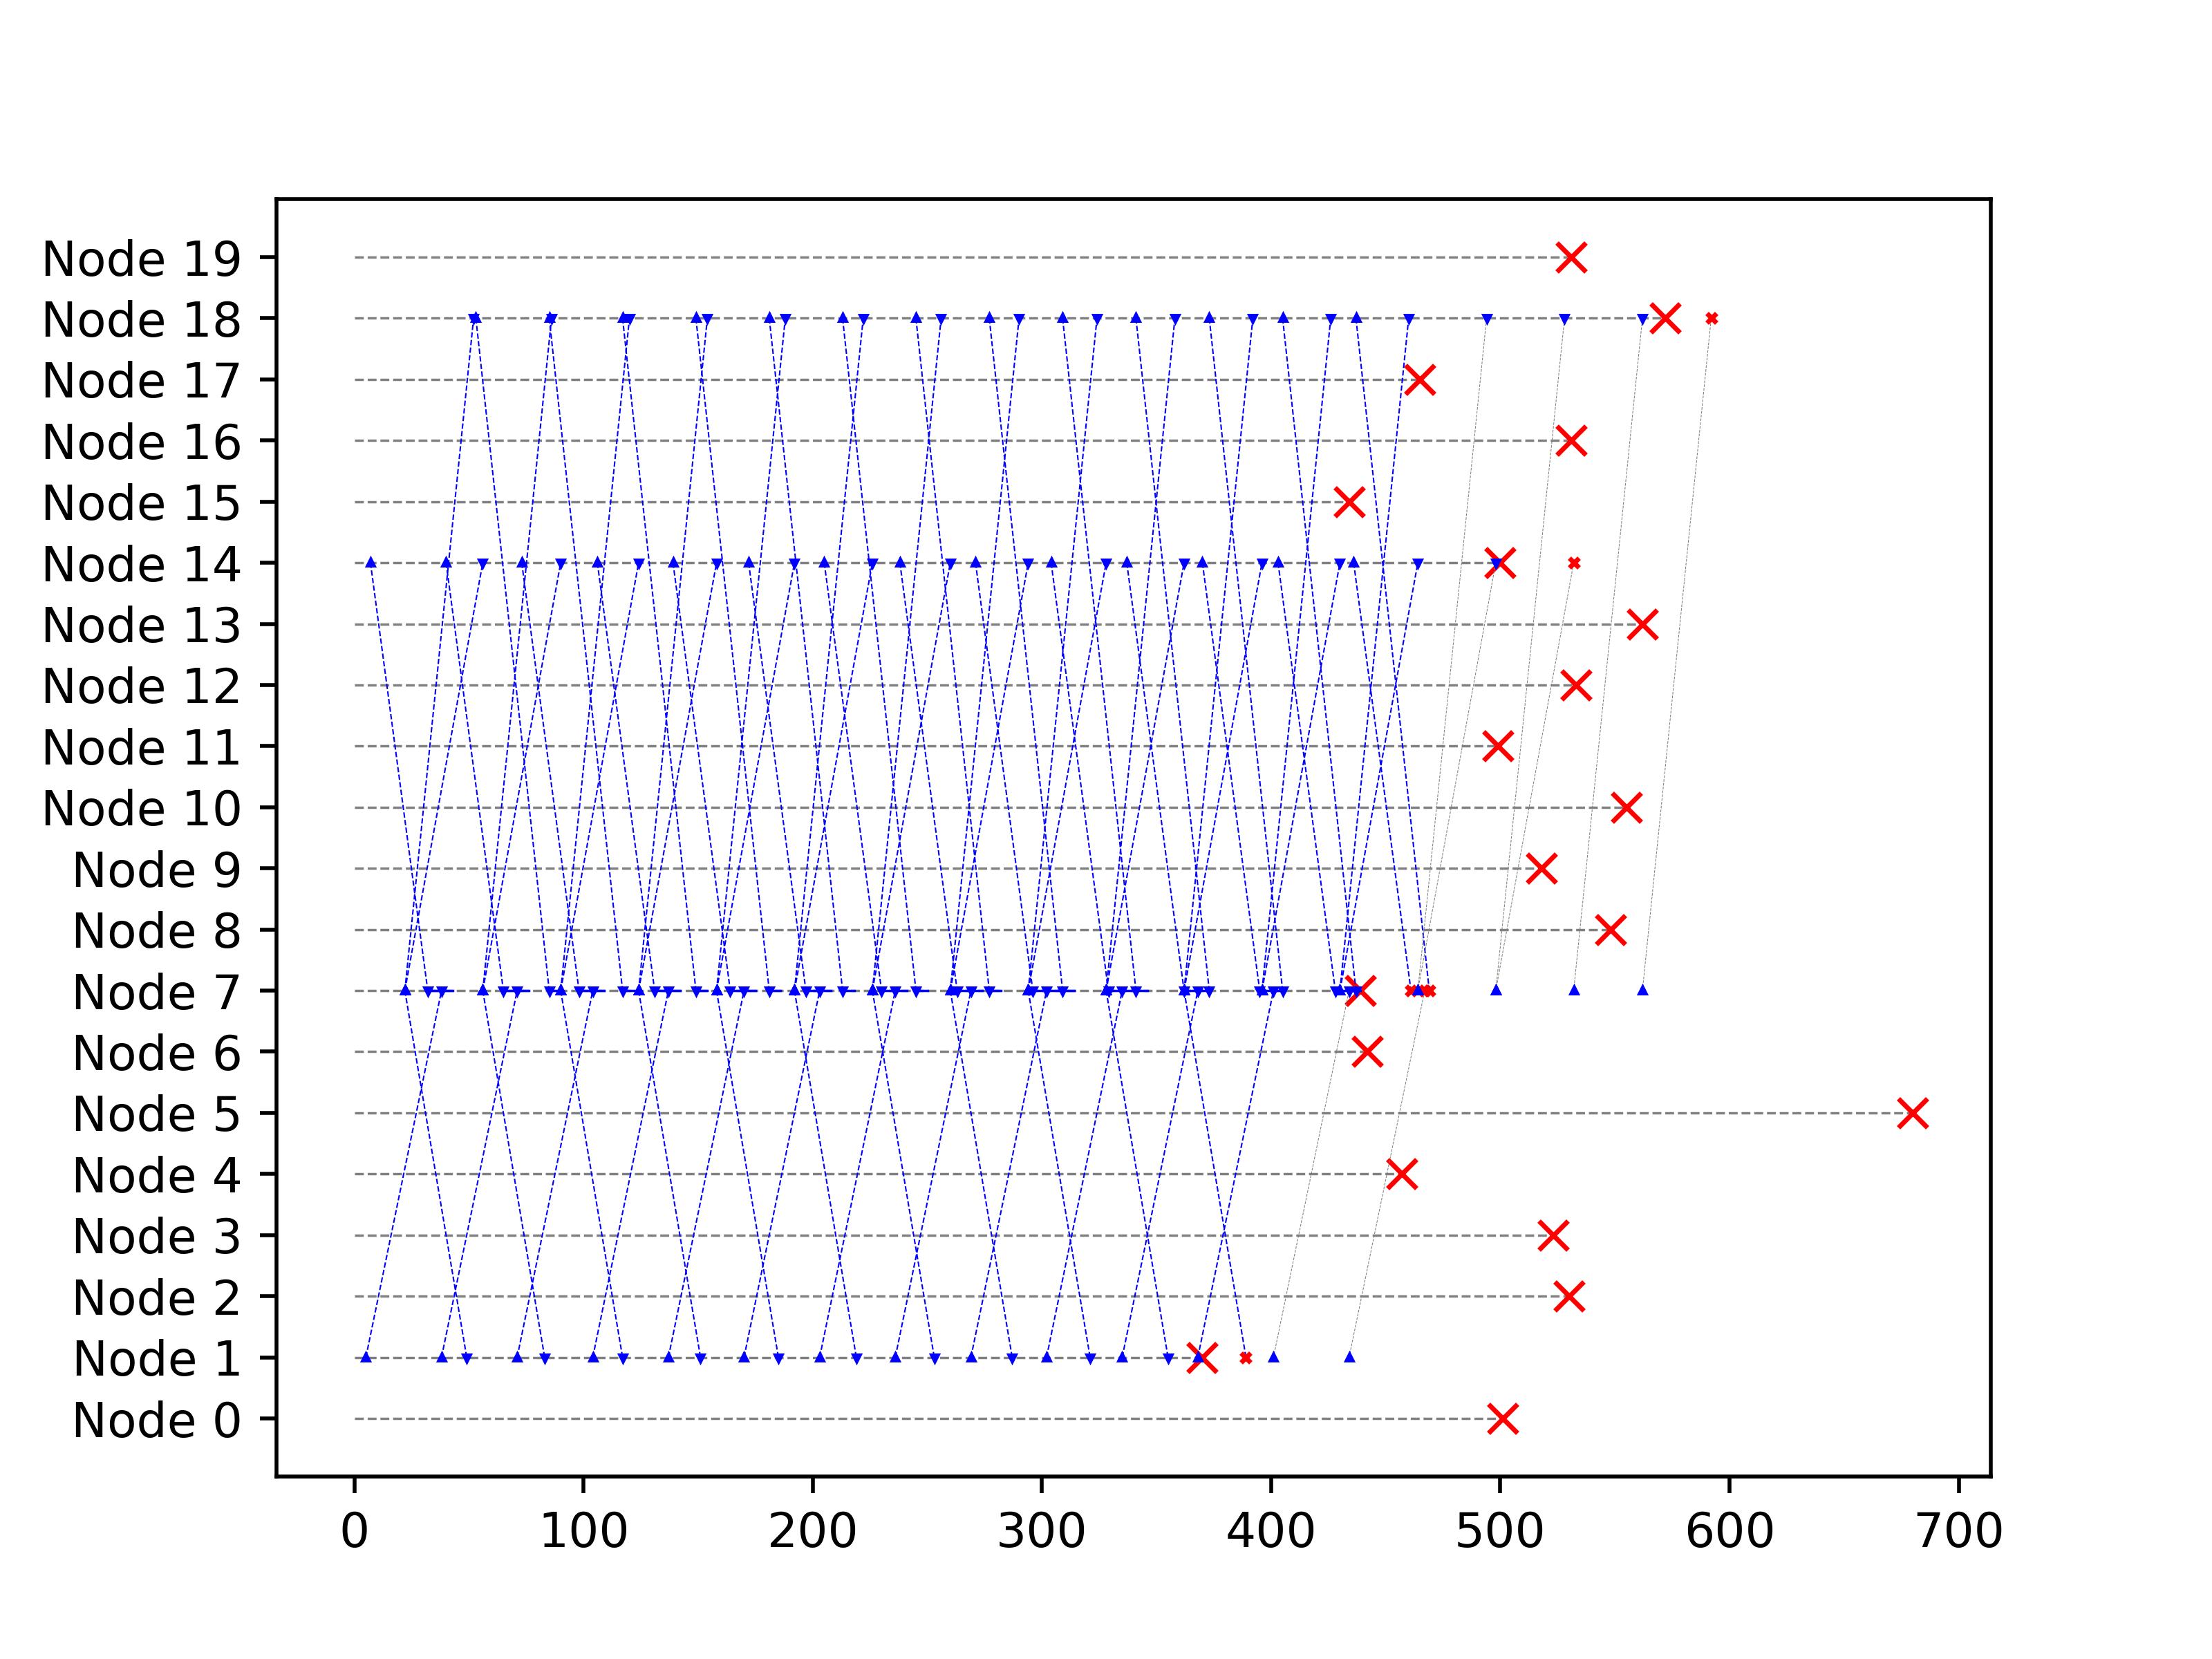 Node 19
Node 18
Node 17
Node 16
Node 15
Node 14
Node 13
Node 12
Node 11
Node 10
Node 9
Node 8
Node 7
Node 6
Node 5
Node 4
Node 3
Node 2
Node 1
Node 0
0 100 200 300 400 500 600 700